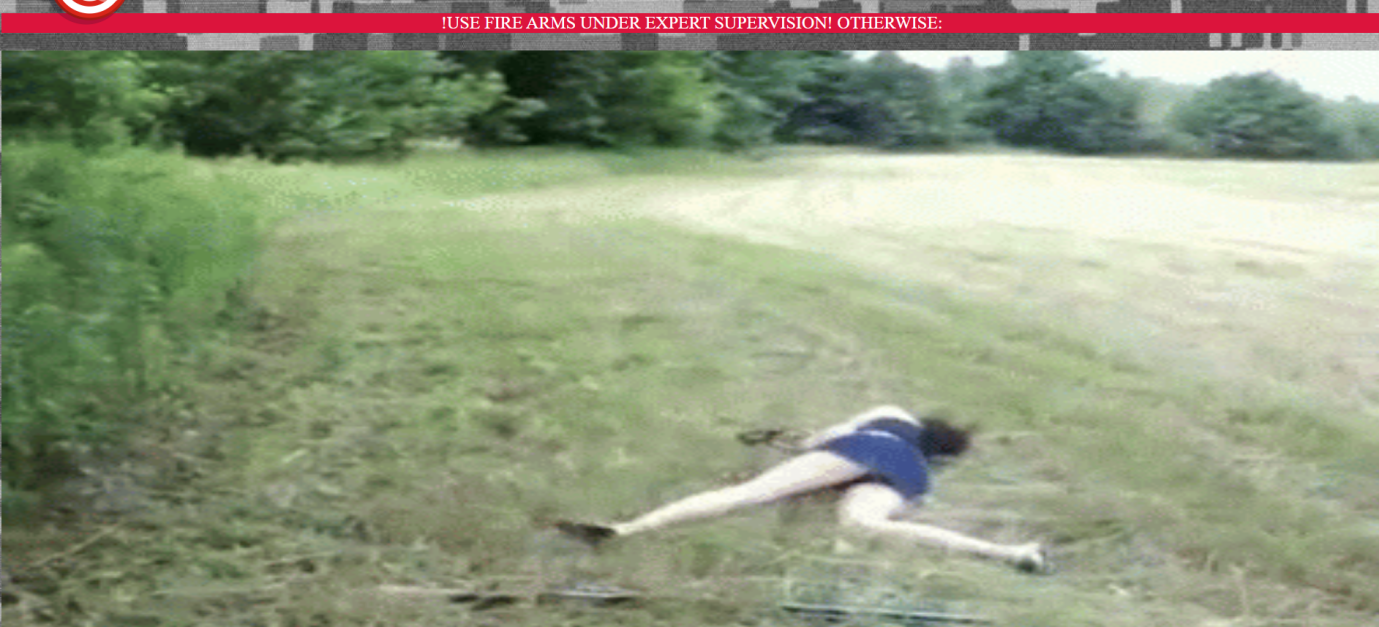 !USE FIRE ARMS UNDER EXPERT SUPERVISION! OTHERWISE: